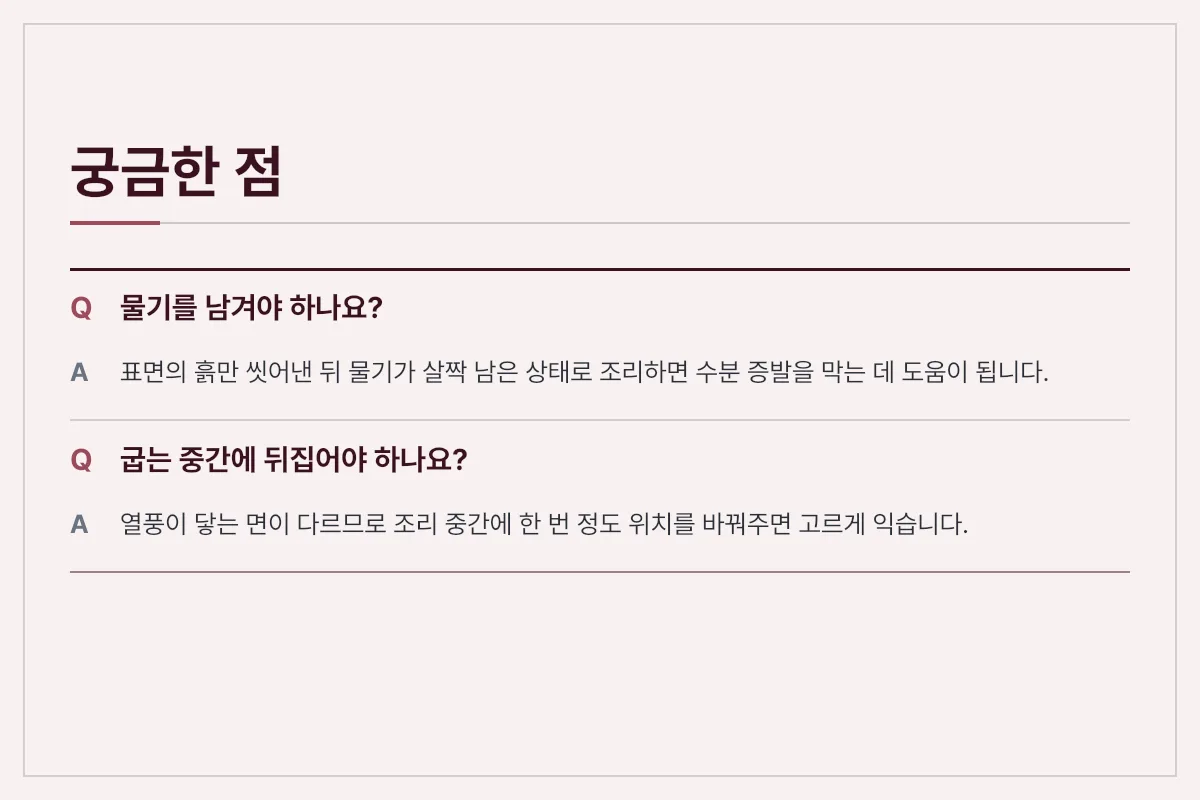 궁금한 점
Q 물기를 남겨야 하나요?
A 표면의 흙만 씻어낸 뒤 물기가 살짝 남은 상태로 조리하면 수분 증발을 막는 데 도움이 됩니다.
Q 굽는 중간에 뒤집어야 하나요?
A 열풍이 닿는 면이 다르므로 조리 중간에 한 번 정도 위치를 바꿔주면 고르게 익습니다.